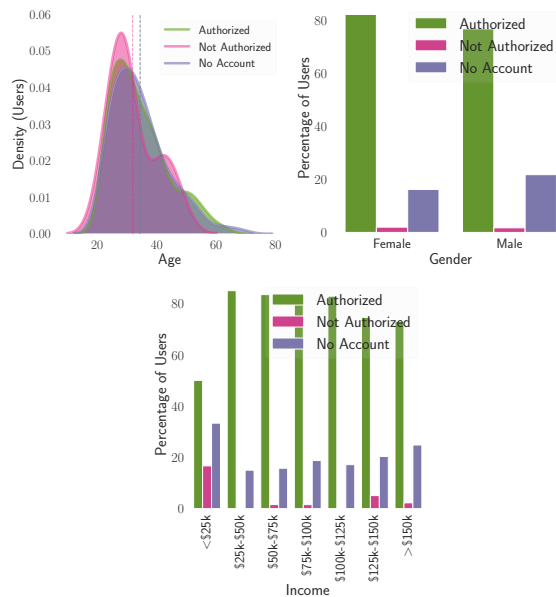 0.06
0.05
0.04
0.03
0.02
0.01
0.00
Density (Users)
Authorized
Not Authorized
No Account
20
40
60
80
Age
80
60
40
20
0
Percentage of Users
Authorized
Not Authorized
No Account
Female
Male
Gender
80
60
40
20
0
Percentage of Users
Authorized
Not Authorized
No Account
<$25k
$25k-$50k
$50k-$75k
$75k-$100k
$100k-$125k
$125k-$150k
>$150k
Income